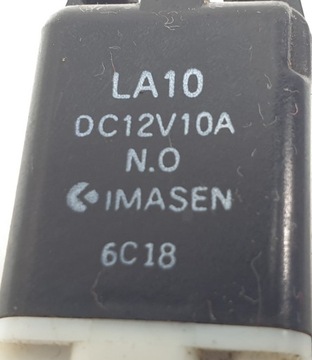 LA10
DC12V10A
N.O
IMASEN
6C18